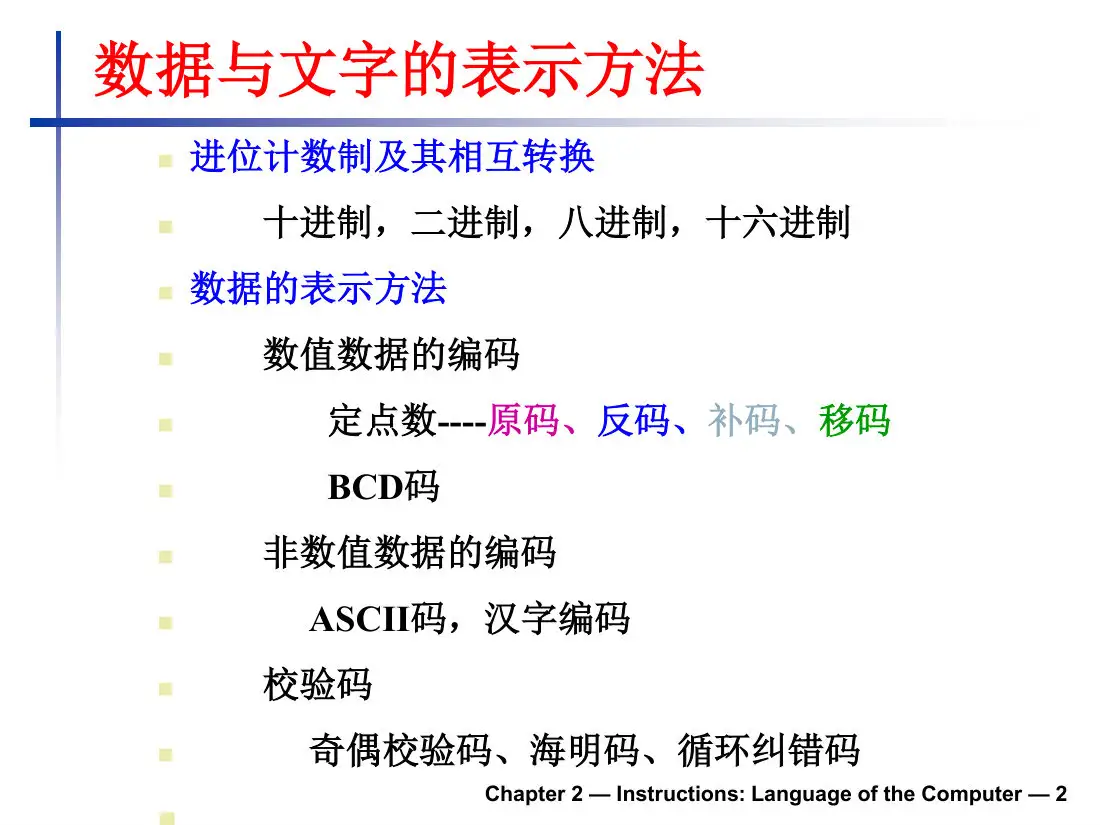 数据与文字的表示方法
进位计数制及其相互转换
十进制，二进制，八进制，十六进制
数据的表示方法
数值数据的编码
定点数----原码、反码、补码、移码
BCD码
非数值数据的编码
ASCII码，汉字编码
校验码
奇偶校验码、海明码、循环纠错码
Chapter 2 — Instructions: Language of the Computer — 2